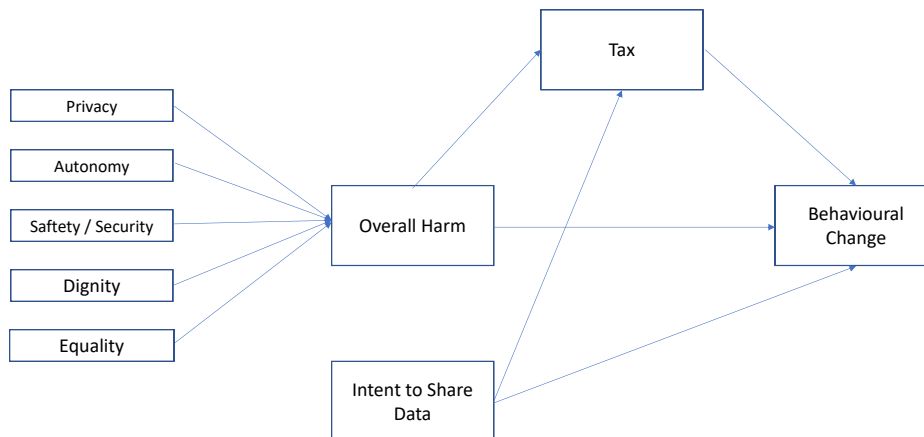 Tax
Privacy
Autonomy
Saftety / Security
Dignity
Equality
Overall Harm
Behavioural
Change
Intent to Share
Data